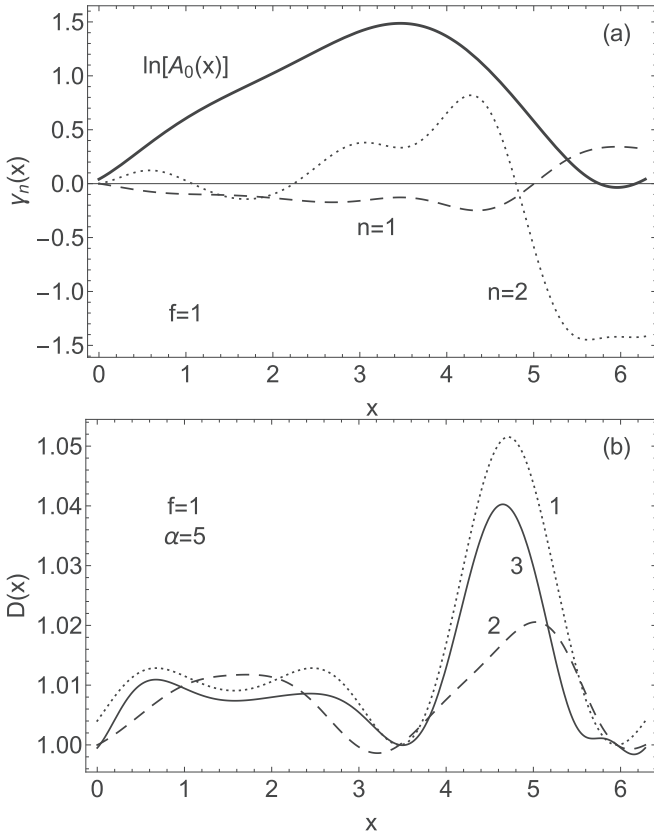 (a)
ln[A₀(x)]
n=1
n=2
f=1
γₙ(x)
1.5
1.0
0.5
0.0
−0.5
−1.0
−1.5
0 1 2 3 4 5 6
x
(b)
f=1
α=5
1
3
2
D(x)
1.05
1.04
1.03
1.02
1.01
1.00
0 1 2 3 4 5 6
x